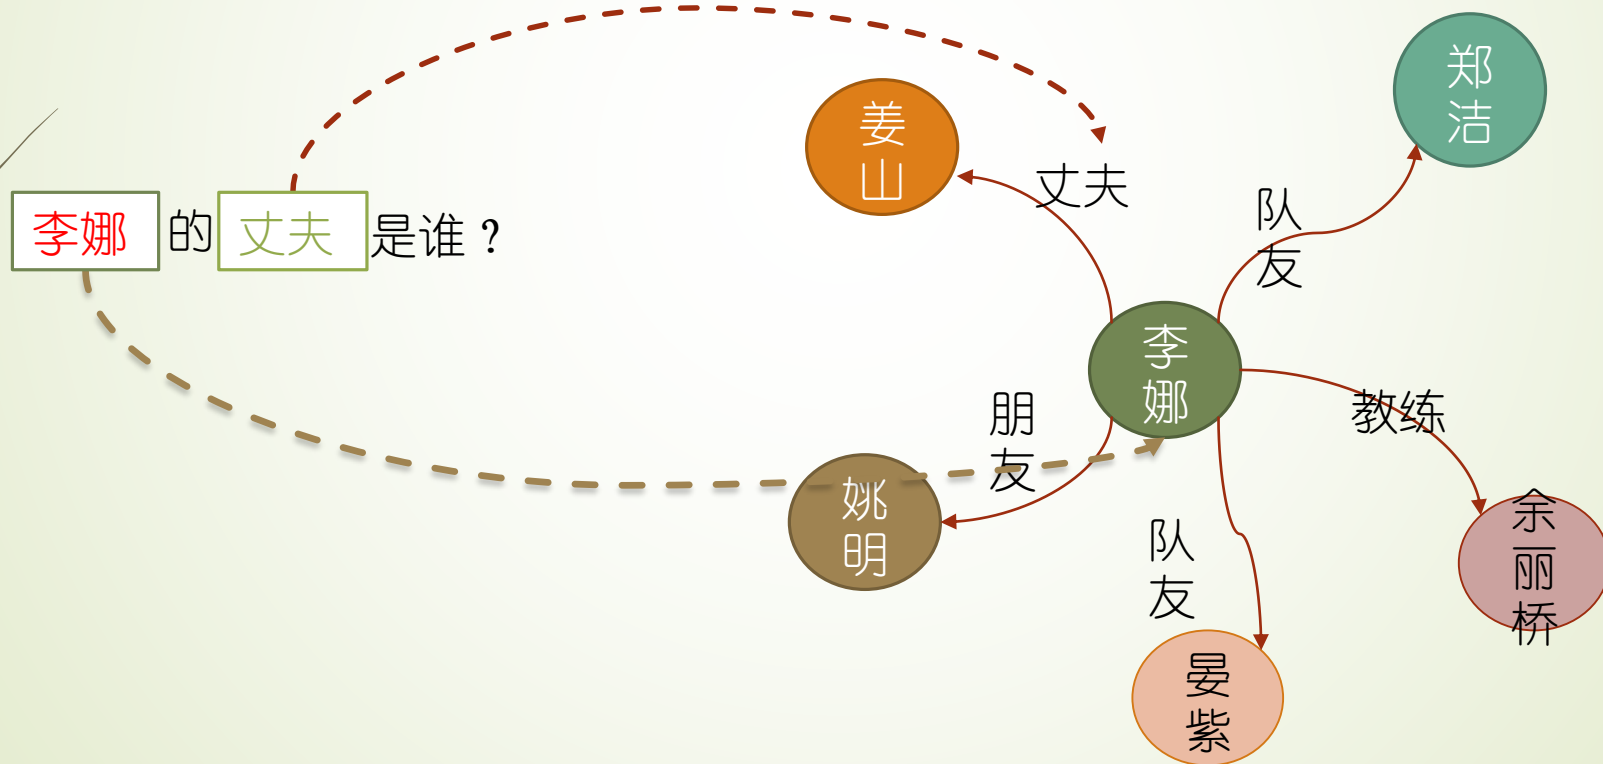 李娜 的 丈夫 是谁？
姜
山
丈夫
郑
洁
队
友
李
娜
朋
友
教练
姚
明
队
友
余
丽
桥
晏
紫